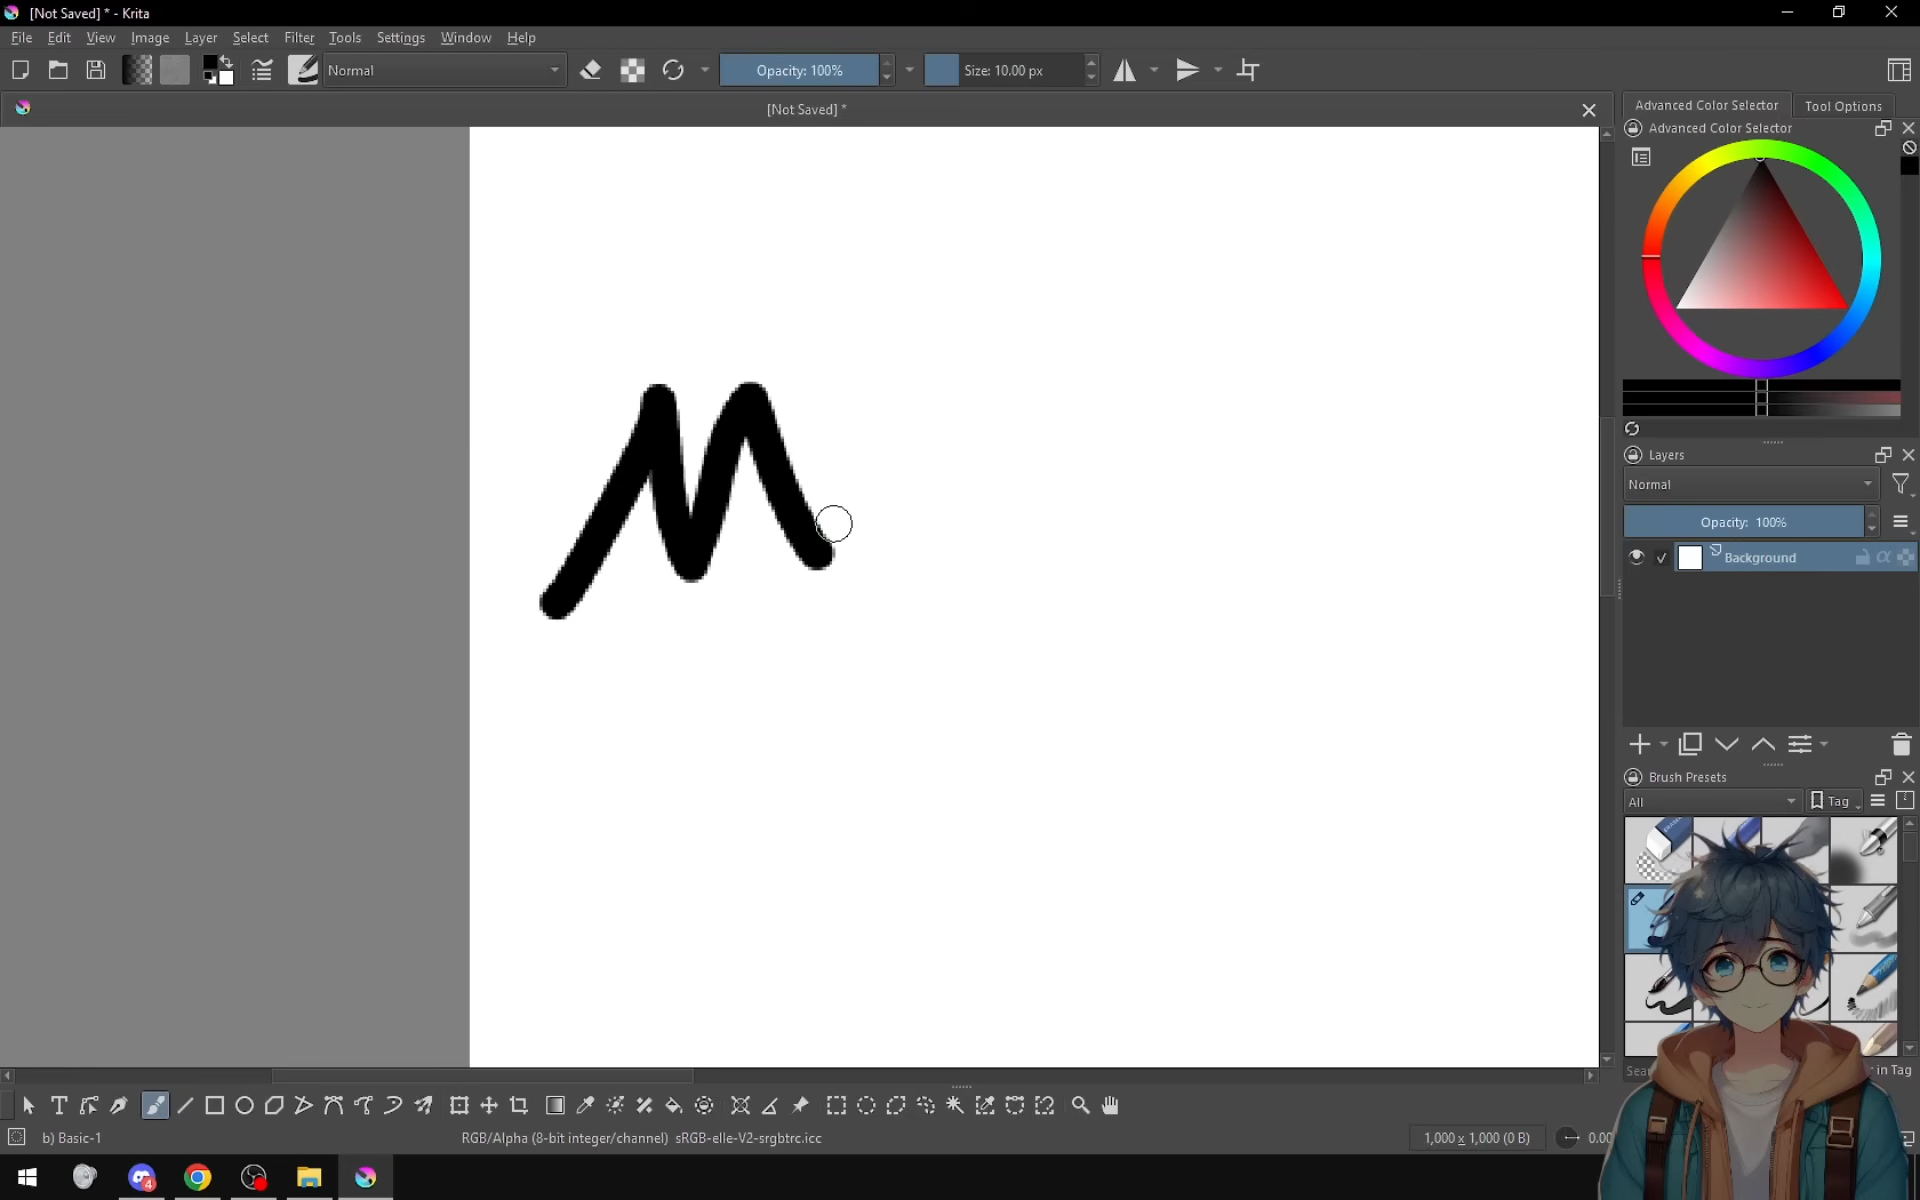 [Not Saved] * - Krita
File Edit View Image Layer Select Filter Tools Settings Window Help
Normal Opacity: 100% Size: 10.00 px
[Not Saved] *
Advanced Color Selector Tool Options
Advanced Color Selector
M
Layers
Normal
Opacity: 100%
Background
Brush Presets
All Tag
in Tag
b) Basic-1 RGB/Alpha (8-bit integer/channel) sRGB-elle-V2-srgbtrc.icc 1,000 x 1,000 (0 B)
4